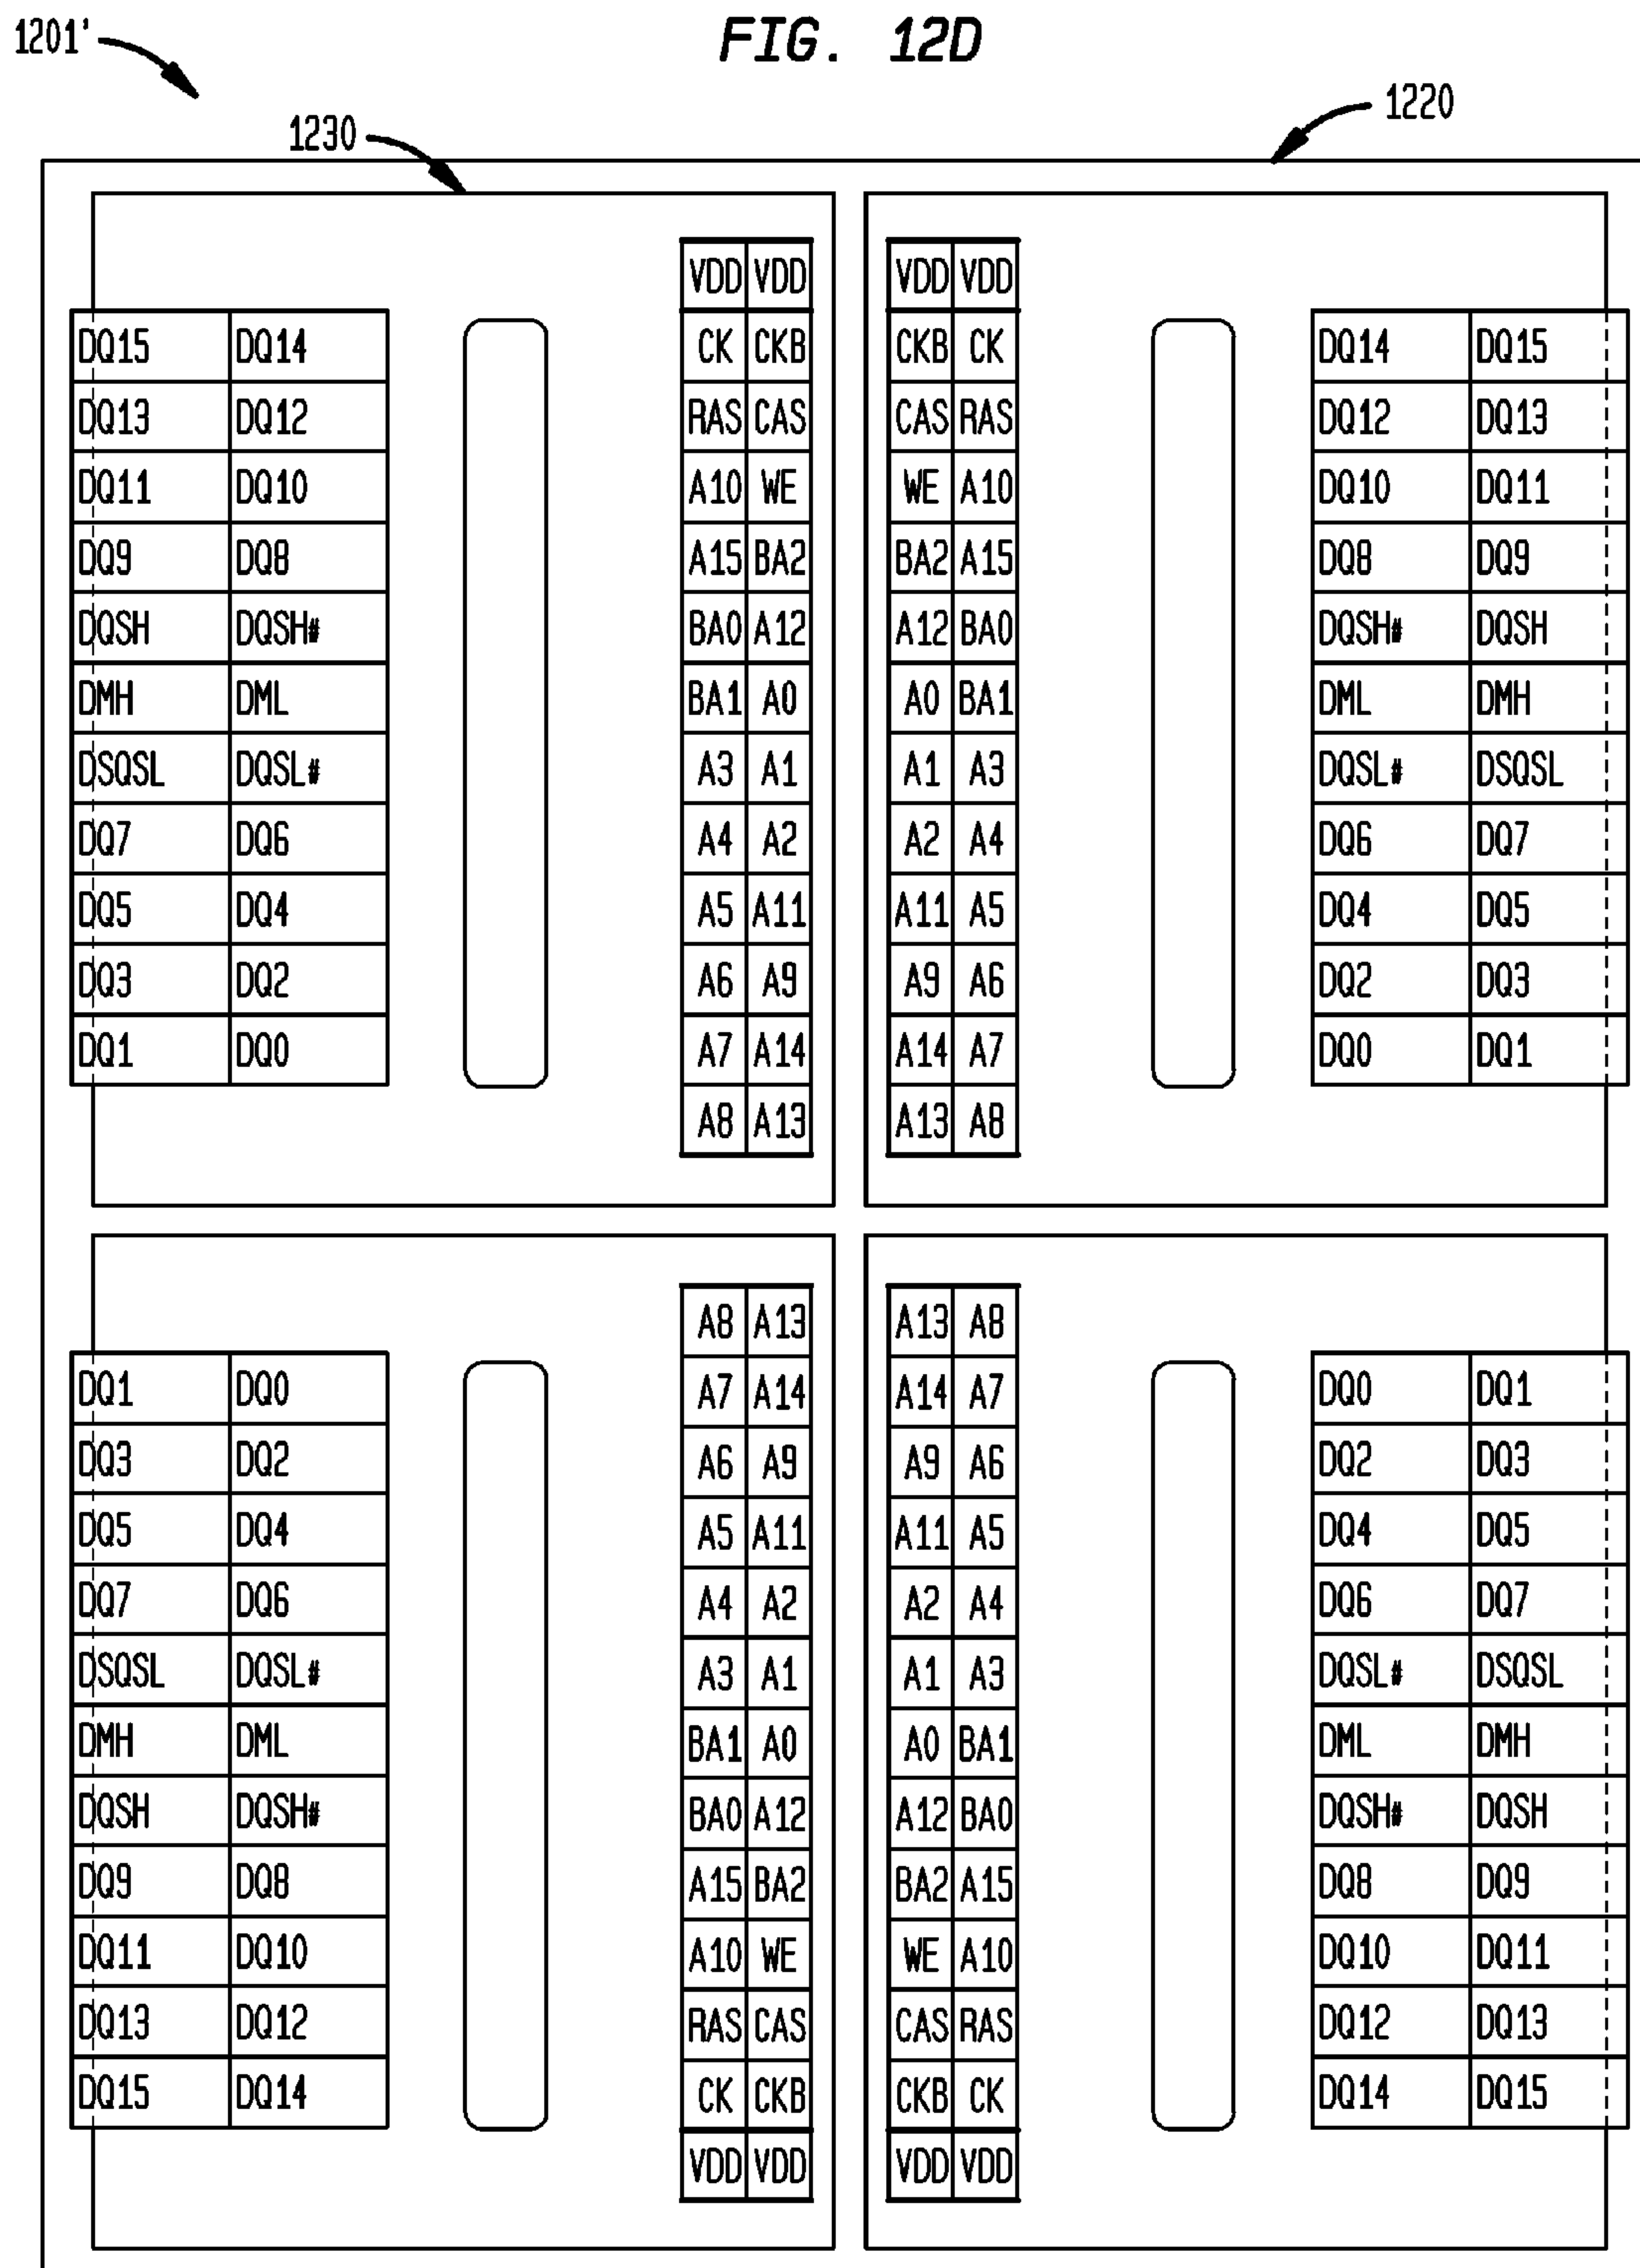 1201'
FIG. 12D
1230
1220
VDD VDD VDD VDD
DQ15 DQ14 CK CKB CKB CK DQ14 DQ15
DQ13 DQ12 RAS CAS CAS RAS DQ12 DQ13
DQ11 DQ10 A10 WE WE A10 DQ10 DQ11
DQ9 DQ8 A15 BA2 BA2 A15 DQ8 DQ9
DQSH DQSH# BA0 A12 A12 BA0 DQSH# DQSH
DMH DML BA1 A0 A0 BA1 DML DMH
DSQSL DQSL# A3 A1 A1 A3 DQSL# DSQSL
DQ7 DQ6 A4 A2 A2 A4 DQ6 DQ7
DQ5 DQ4 A5 A11 A11 A5 DQ4 DQ5
DQ3 DQ2 A6 A9 A9 A6 DQ2 DQ3
DQ1 DQ0 A7 A14 A14 A7 DQ0 DQ1
A8 A13 A13 A8
A8 A13 A13 A8
DQ1 DQ0 A7 A14 A14 A7 DQ0 DQ1
DQ3 DQ2 A6 A9 A9 A6 DQ2 DQ3
DQ5 DQ4 A5 A11 A11 A5 DQ4 DQ5
DQ7 DQ6 A4 A2 A2 A4 DQ6 DQ7
DSQSL DQSL# A3 A1 A1 A3 DQSL# DSQSL
DMH DML BA1 A0 A0 BA1 DML DMH
DQSH DQSH# BA0 A12 A12 BA0 DQSH# DQSH
DQ9 DQ8 A15 BA2 BA2 A15 DQ8 DQ9
DQ11 DQ10 A10 WE WE A10 DQ10 DQ11
DQ13 DQ12 RAS CAS CAS RAS DQ12 DQ13
DQ15 DQ14 CK CKB CKB CK DQ14 DQ15
VDD VDD VDD VDD